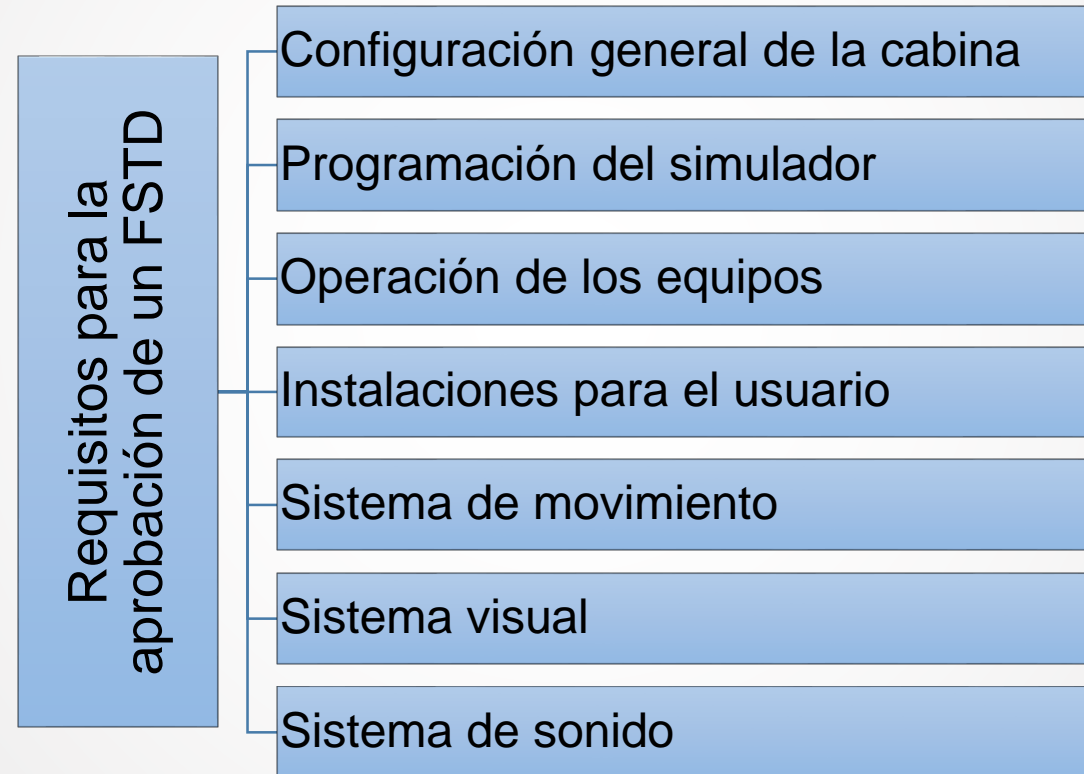 Requisitos para la
aprobación de un FSTD
Configuración general de la cabina
Programación del simulador
Operación de los equipos
Instalaciones para el usuario
Sistema de movimiento
Sistema visual
Sistema de sonido